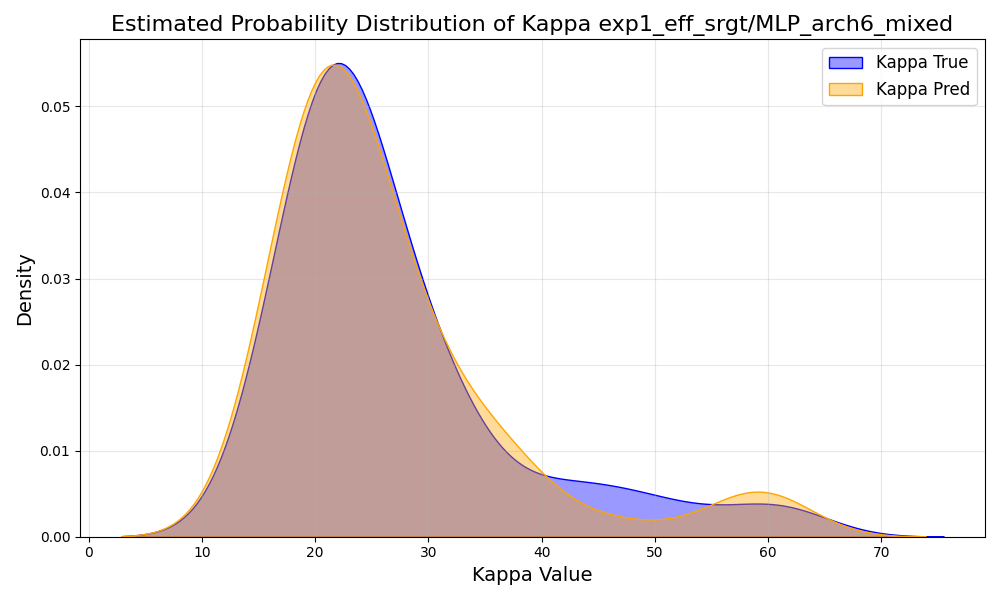 Estimated Probability Distribution of Kappa exp1_eff_srgt/MLP_arch6_mixed
Kappa True
Kappa Pred
Density
0.05
0.04
0.03
0.02
0.01
0.00
0 10 20 30 40 50 60 70
Kappa Value